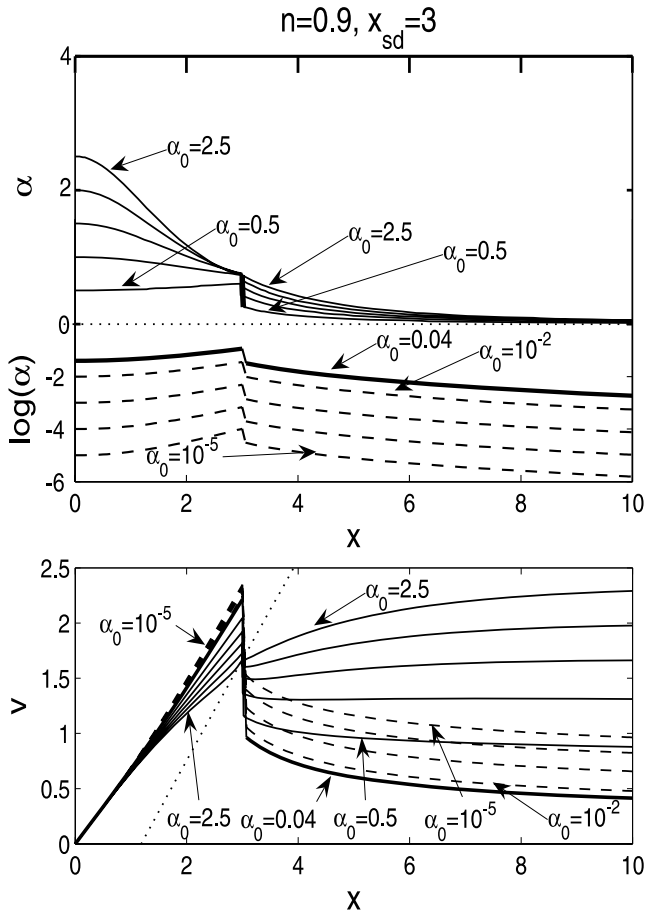 n=0.9, x_sd=3
4
α_0=2.5
2
α
α_0=0.5
α_0=2.5
α_0=0.5
0
α_0=0.04
α_0=10^-2
-2
log(α)
-4
α_0=10^-5
-6
0 2 4 6 8 10
x
2.5
α_0=2.5
α_0=10^-5
2
1.5
v
1
0.5
α_0=2.5 α_0=0.04 α_0=0.5 α_0=10^-5 α_0=10^-2
0
0 2 4 6 8 10
x